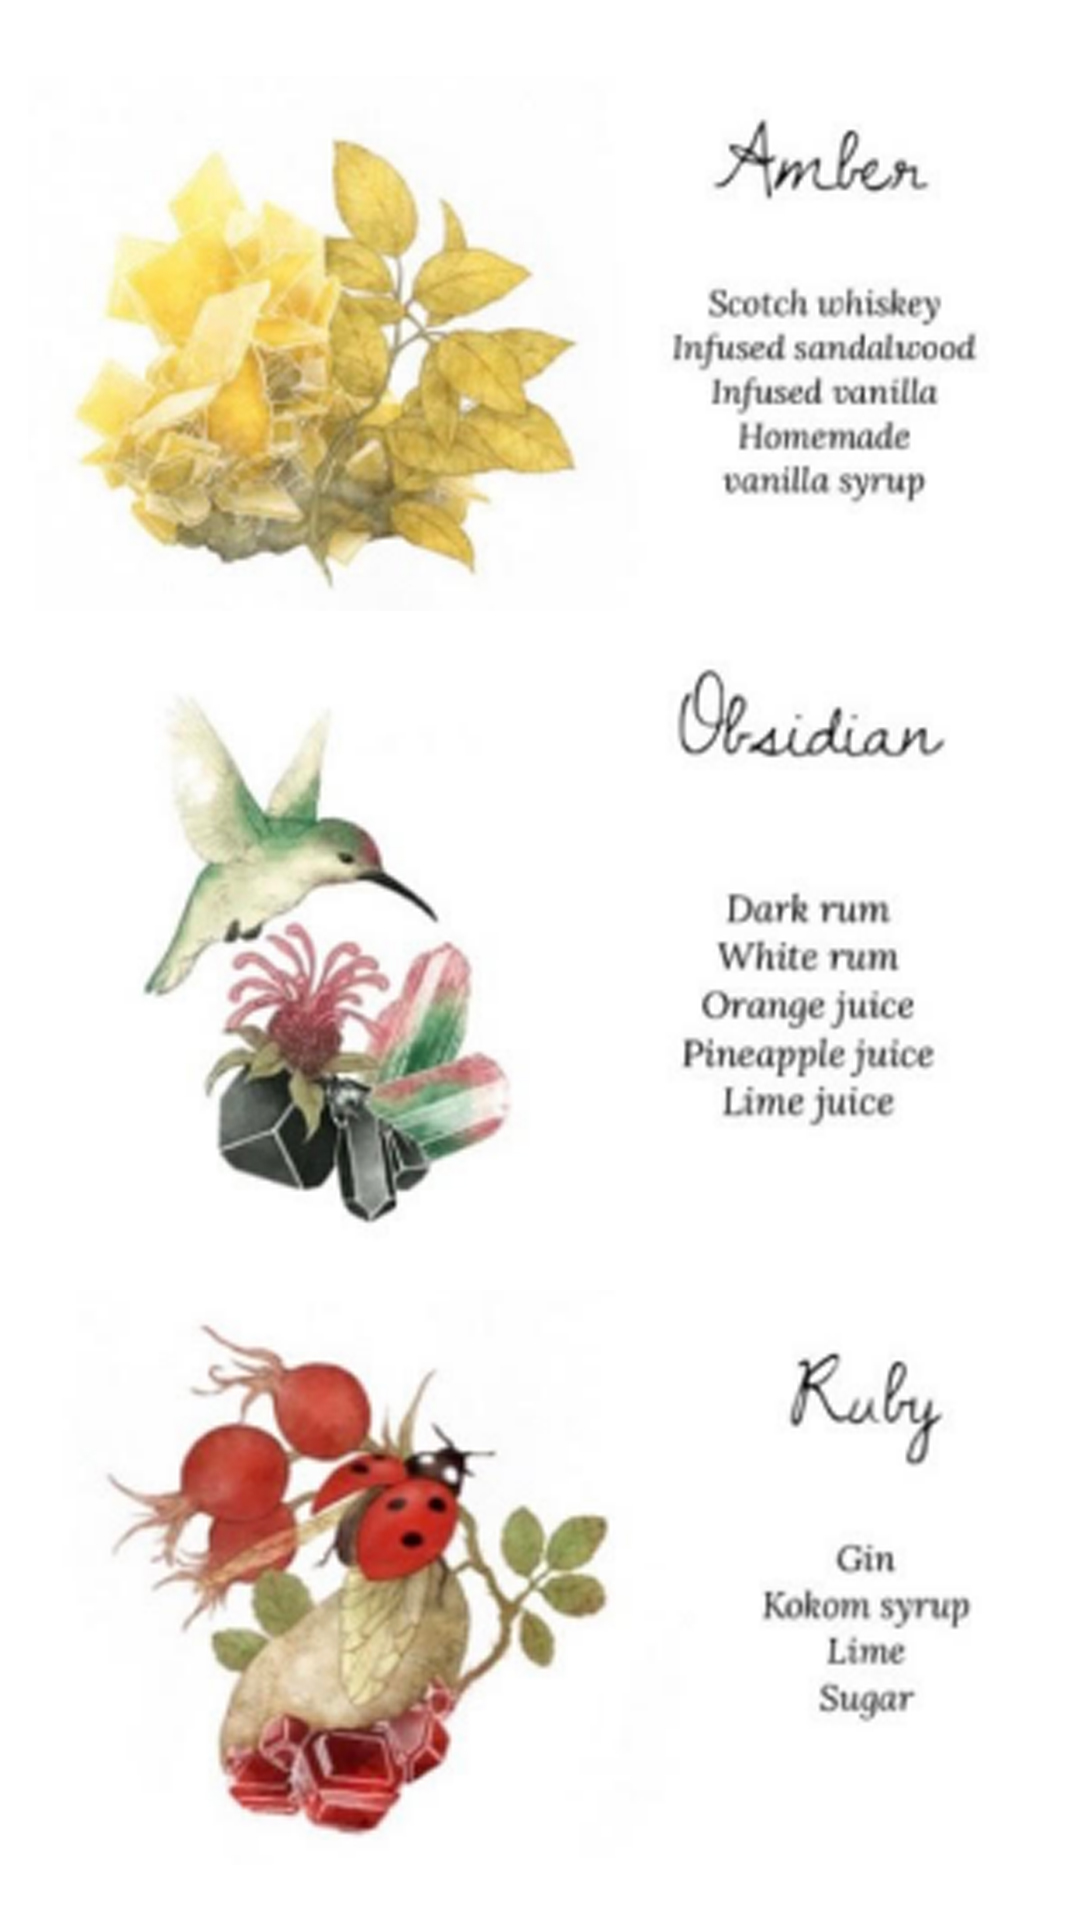 Amber
Scotch whiskey
Infused sandalwood
Infused vanilla
Homemade
vanilla syrup
Obsidian
Dark rum
White rum
Orange juice
Pineapple juice
Lime juice
Ruby
Gin
Kokom syrup
Lime
Sugar